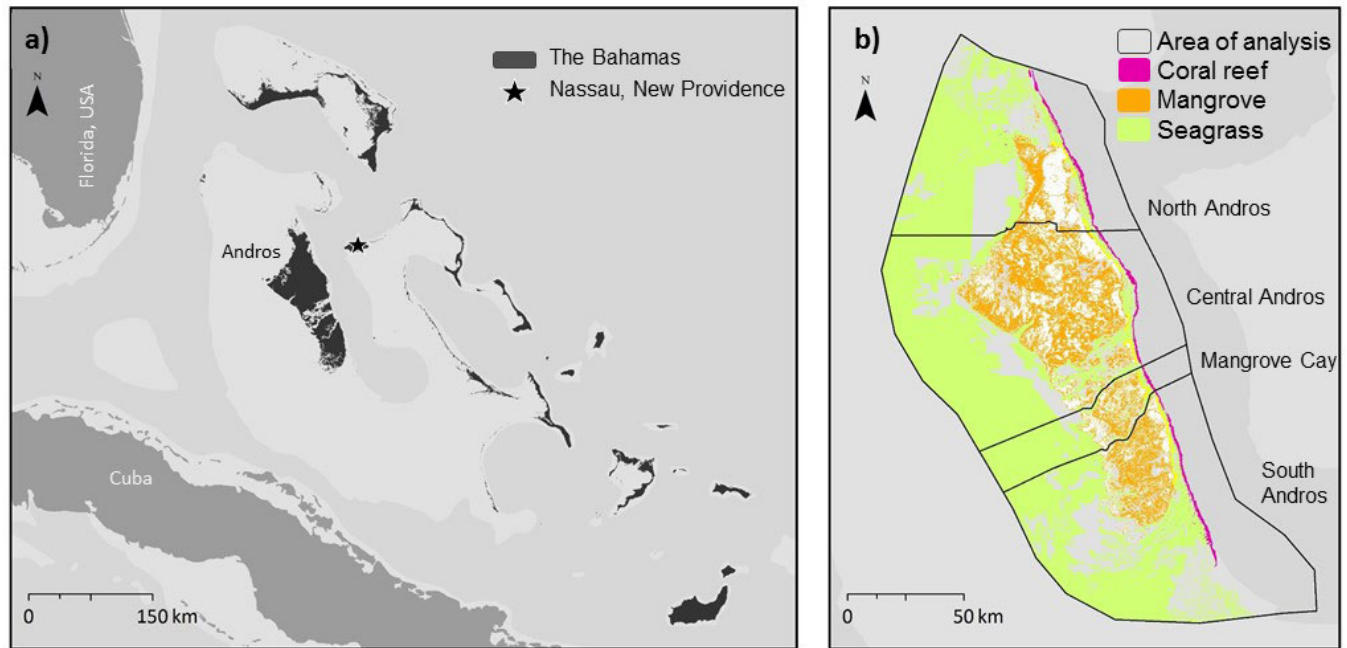 a)
N
Florida, USA
The Bahamas
Nassau, New Providence
Andros
Cuba
0 150 km
b)
N
Area of analysis
Coral reef
Mangrove
Seagrass
North Andros
Central Andros
Mangrove Cay
South
Andros
0 50 km